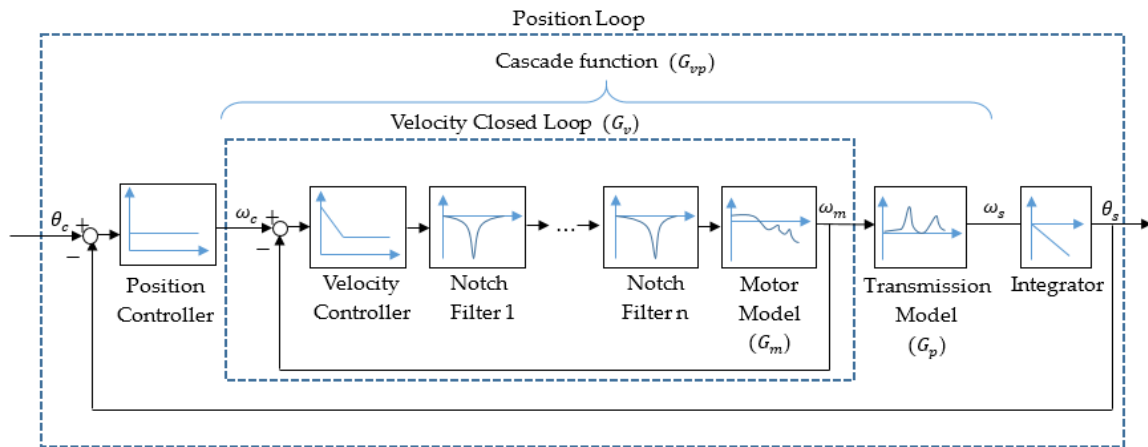 Position Loop
Cascade function (G_vp)
Velocity Closed Loop (G_v)
θ_c
+
−
ω_c
+
−
...
ω_m
ω_s
θ_s
Position
Controller
Velocity
Controller
Notch
Filter 1
Notch
Filter n
Motor
Model
(G_m)
Transmission
Model
(G_p)
Integrator